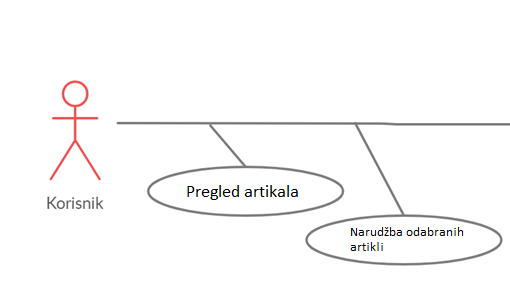 Korisnik
Pregled artikala
Narudžba odabranih
artikli